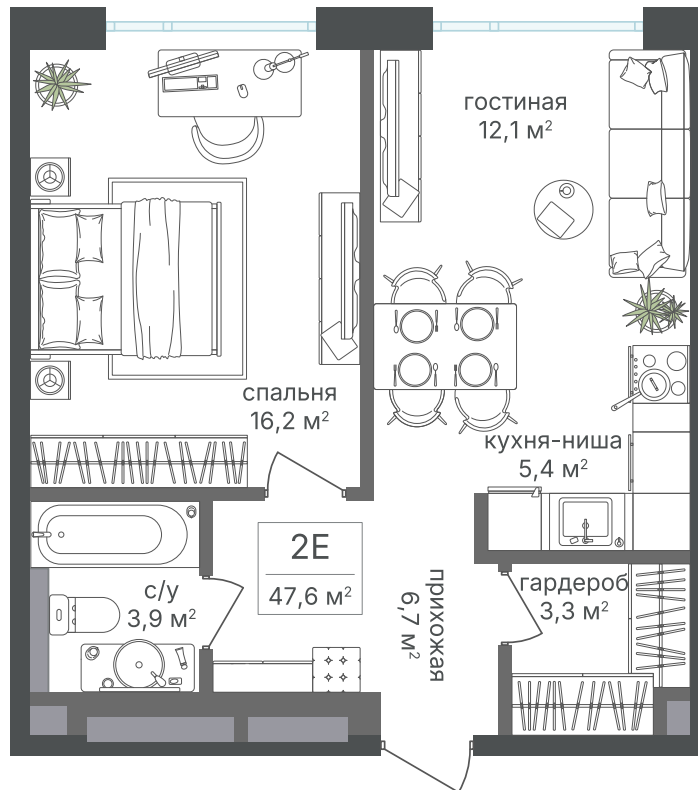 гостиная
12,1 м²
спальня
16,2 м²
кухня-ниша
5,4 м²
2Е
47,6 м²
с/у
3,9 м²
прихожая
6,7 м²
гардероб
3,3 м²